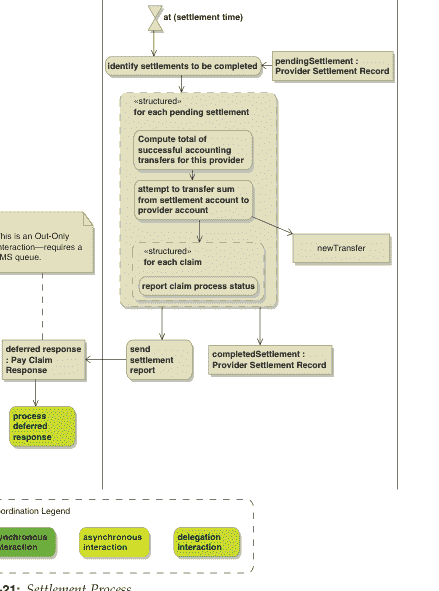 at (settlement time)
identify settlements to be completed
pendingSettlement :
Provider Settlement Record
«structured»
for each pending settlement
Compute total of
successful accounting
transfers for this provider
attempt to transfer sum
from settlement account to
provider account
newTransfer
«structured»
for each claim
report claim process status
his is an Out-Only
nteraction—requires a
MS queue.
deferred response
: Pay Claim
Response
send
settlement
report
completedSettlement :
Provider Settlement Record
process
deferred
response
oordination Legend
ynchronous
nteraction
asynchronous
interaction
delegation
interaction
-21: Settlement Process